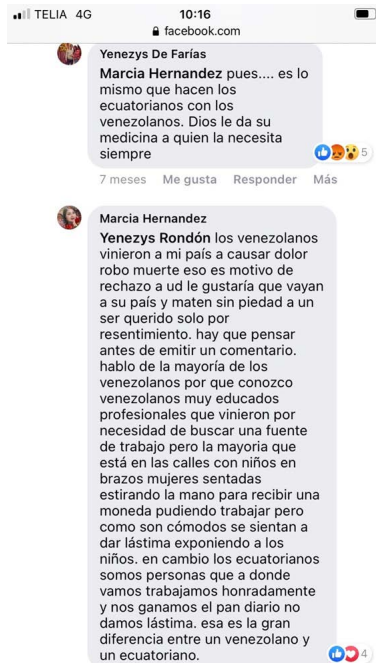 TELIA 4G
10:16
facebook.com
Yenezys De Farías
Marcia Hernandez pues.... es lo
mismo que hacen los
ecuatorianos con los
venezolanos. Dios le da su
medicina a quien la necesita
siempre
5
7 meses Me gusta Responder Más
Marcia Hernandez
Yenezys Rondón los venezolanos
vinieron a mi país a causar dolor
robo muerte eso es motivo de
rechazo a ud le gustaría que vayan
a su país y maten sin piedad a un
ser querido solo por
resentimiento. hay que pensar
antes de emitir un comentario.
hablo de la mayoría de los
venezolanos por que conozco
venezolanos muy educados
profesionales que vinieron por
necesidad de buscar una fuente
de trabajo pero la mayoria que
está en las calles con niños en
brazos mujeres sentadas
estirando la mano para recibir una
moneda pudiendo trabajar pero
como son cómodos se sientan a
dar lástima exponiendo a los
niños. en cambio los ecuatorianos
somos personas que a donde
vamos trabajamos honradamente
y nos ganamos el pan diario no
damos lástima. esa es la gran
diferencia entre un venezolano y
un ecuatoriano.
4